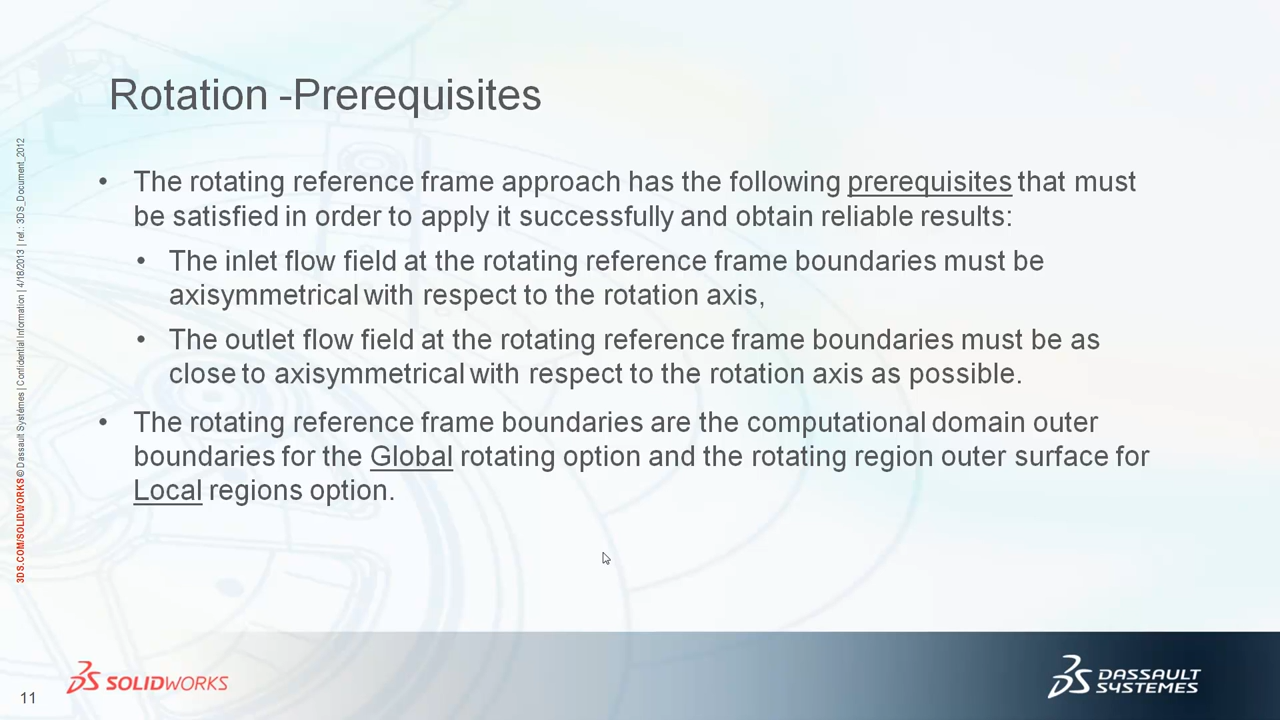 Rotation -Prerequisites
• The rotating reference frame approach has the following prerequisites that must
be satisfied in order to apply it successfully and obtain reliable results:
• The inlet flow field at the rotating reference frame boundaries must be
axisymmetrical with respect to the rotation axis,
• The outlet flow field at the rotating reference frame boundaries must be as
close to axisymmetrical with respect to the rotation axis as possible.
• The rotating reference frame boundaries are the computational domain outer
boundaries for the Global rotating option and the rotating region outer surface for
Local regions option.
3DS.COM/SOLIDWORKS © Dassault Systèmes | Confidential Information | 4/18/2013 | ref.: 3DS_Document_2012
11
SOLIDWORKS
DASSAULT
SYSTEMES